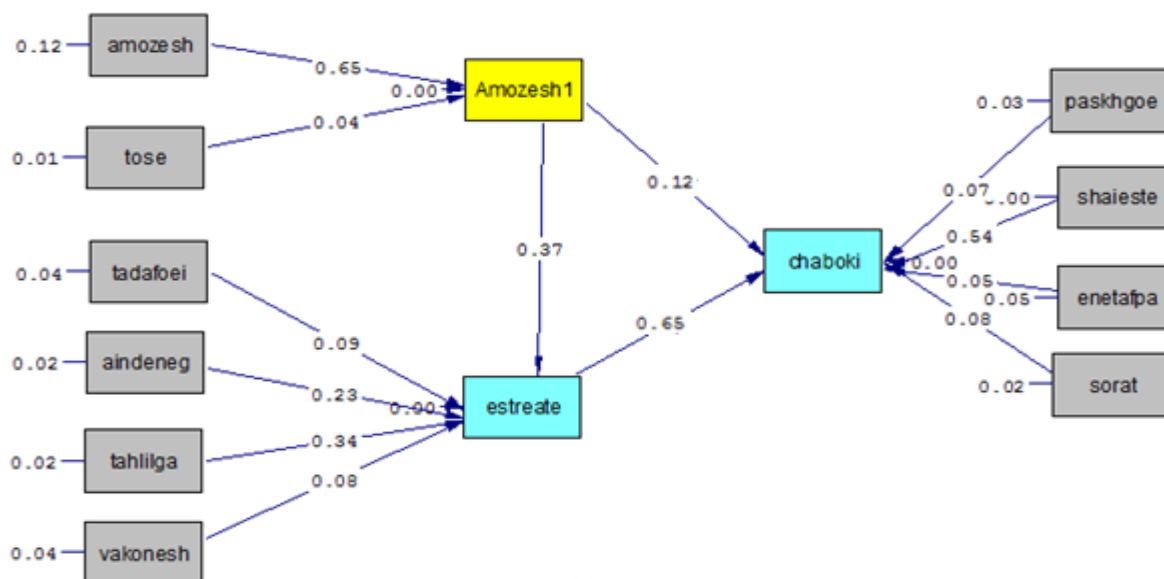 0.12
amozesh
0.65
0.00
Amozesh1
0.04
0.01
tose
0.12
0.37
0.03
paskhgoe
0.07
0.00
shaieste
0.54
chaboki
0.00
0.05
0.05
enetafpa
0.08
0.02
sorat
0.65
0.04
tadafoei
0.09
0.02
aindeneg
0.23
0.00
estreate
0.02
tahlilga
0.34
0.08
0.04
vakonesh